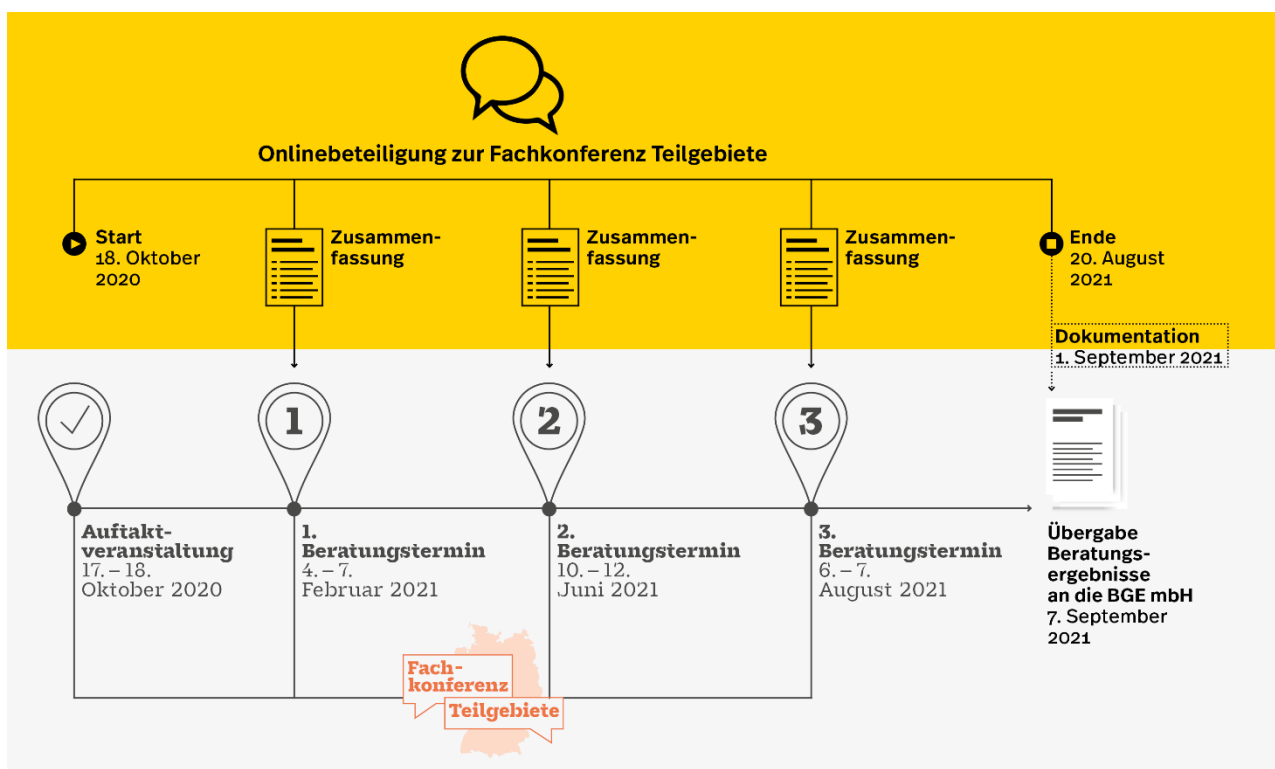 Onlinebeteiligung zur Fachkonferenz Teilgebiete
Start
18. Oktober
2020
Zusammen-
fassung
Zusammen-
fassung
Zusammen-
fassung
Ende
20. August
2021
Dokumentation
1. September 2021
1
2
3
Auftakt-
veranstaltung
17. – 18.
Oktober 2020
1.
Beratungstermin
4. – 7.
Februar 2021
2.
Beratungstermin
10. – 12.
Juni 2021
3.
Beratungstermin
6. – 7.
August 2021
Übergabe
Beratungs-
ergebnisse
an die BGE mbH
7. September
2021
Fach-
konferenz
Teilgebiete